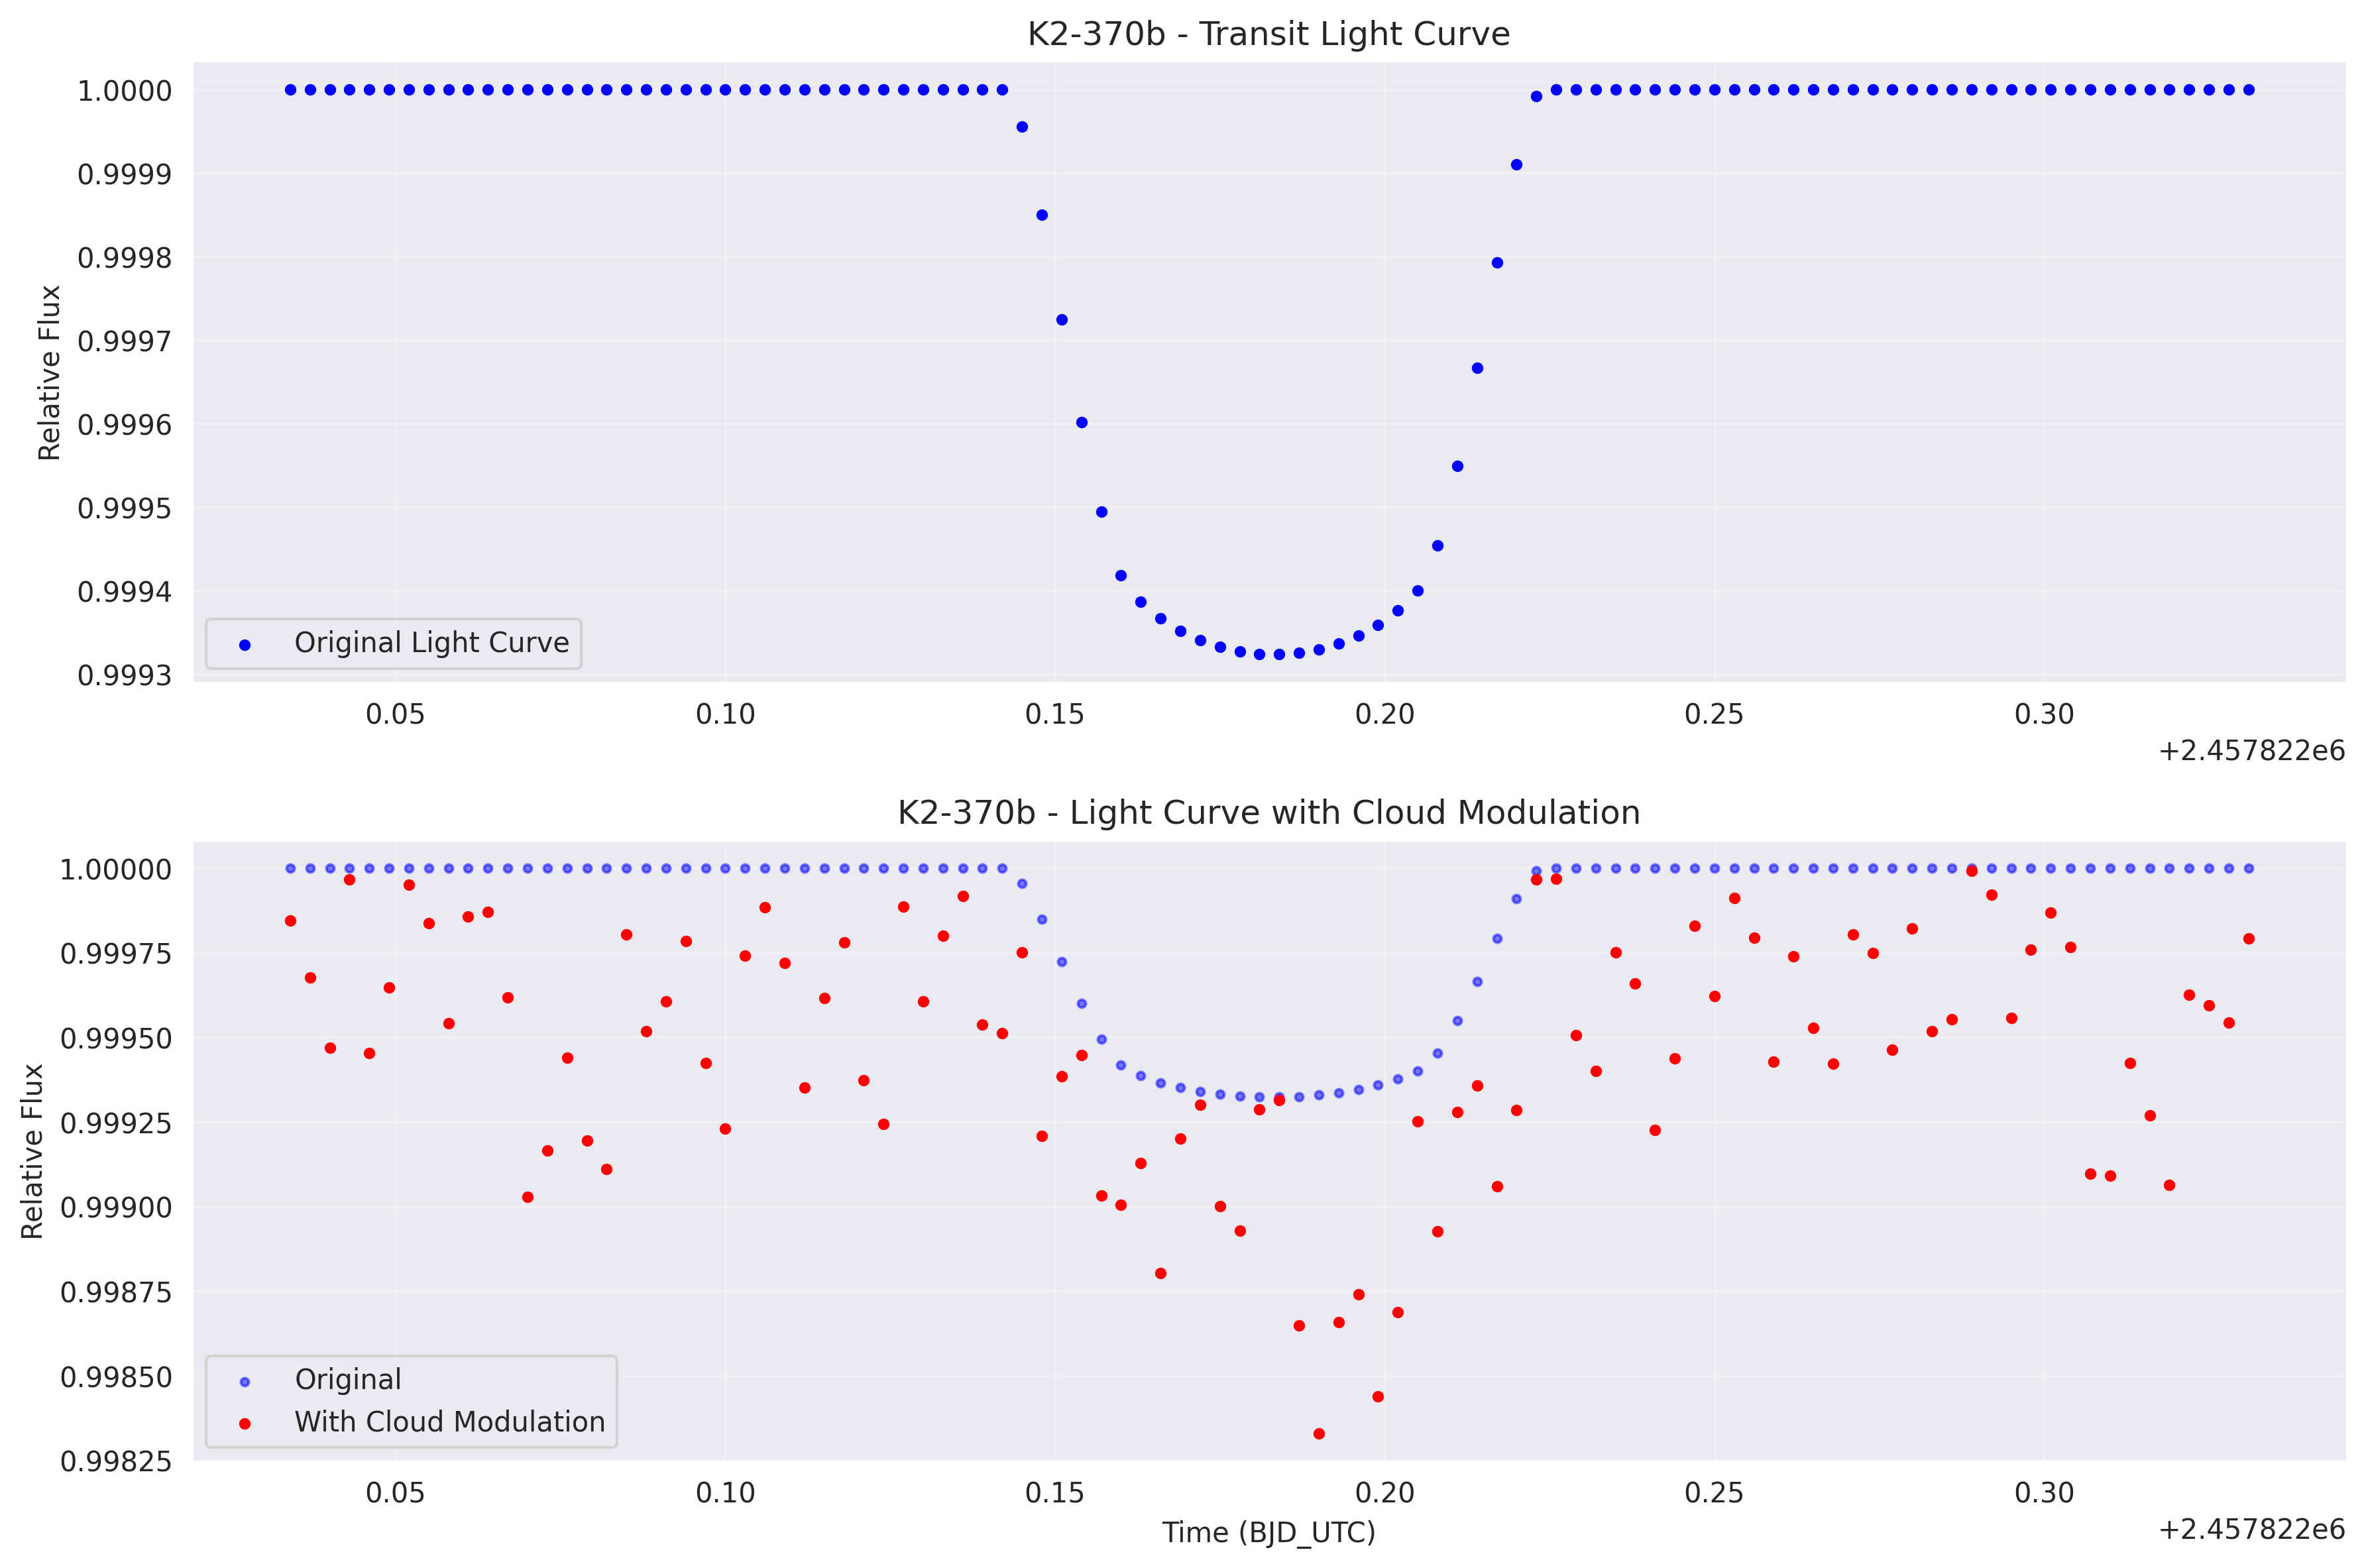 K2-370b - Transit Light Curve
Relative Flux
1.0000
0.9999
0.9998
0.9997
0.9996
0.9995
0.9994
0.9993
Original Light Curve
0.05 0.10 0.15 0.20 0.25 0.30
+2.457822e6
K2-370b - Light Curve with Cloud Modulation
Relative Flux
1.00000
0.99975
0.99950
0.99925
0.99900
0.99875
0.99850
0.99825
Original
With Cloud Modulation
0.05 0.10 0.15 0.20 0.25 0.30
Time (BJD_UTC)
+2.457822e6